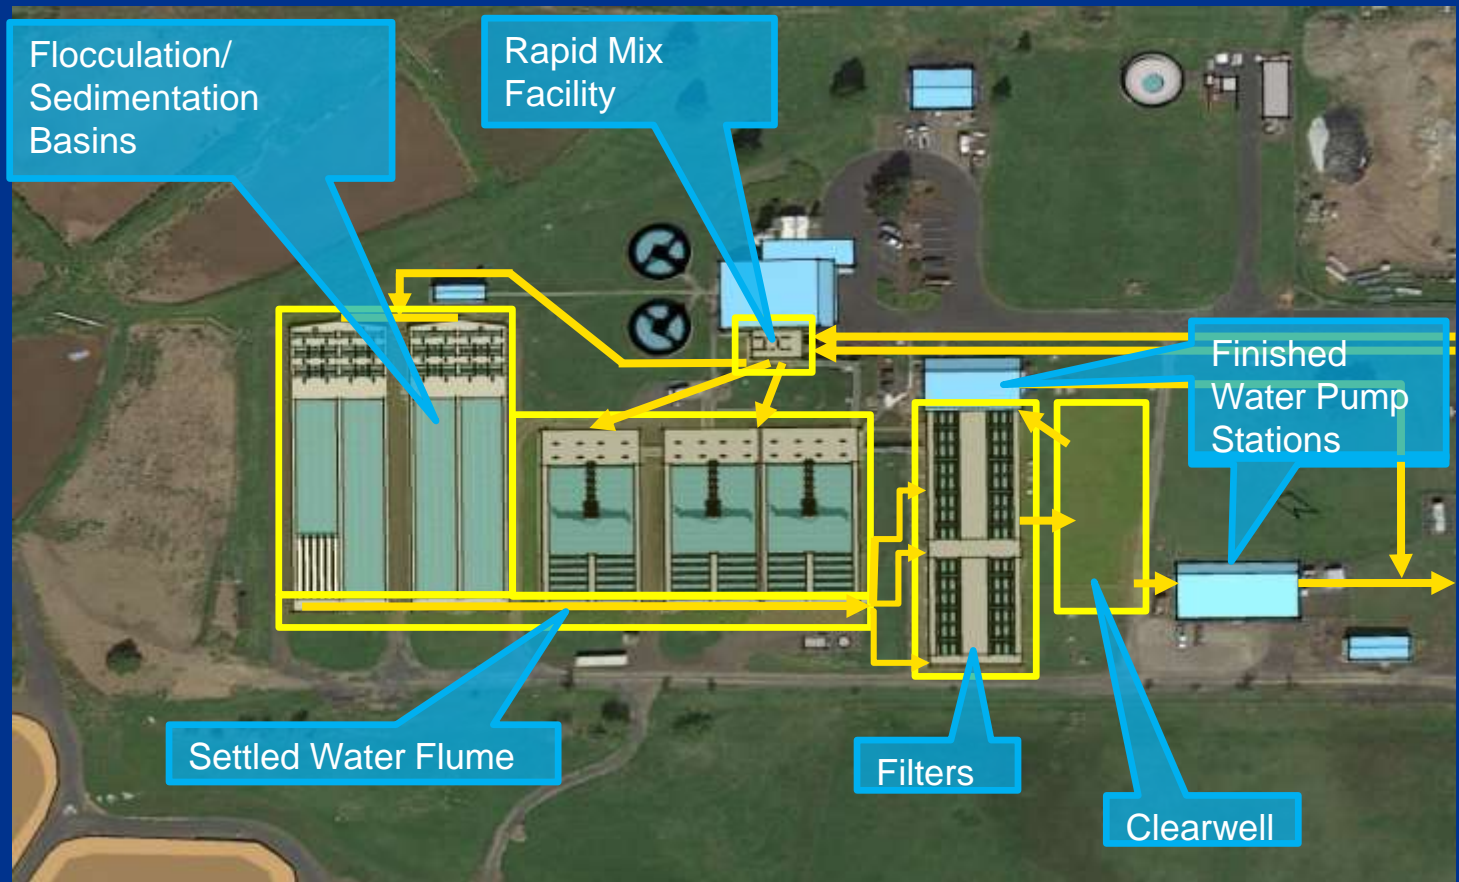 Flocculation/
Sedimentation
Basins
Rapid Mix
Facility
Finished
Water Pump
Stations
Settled Water Flume
Filters
Clearwell